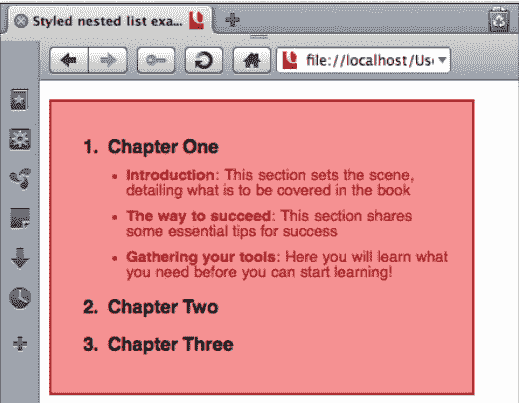 Styled nested list exa...
file://localhost/Use
1. Chapter One
• Introduction: This section sets the scene,
detailing what is to be covered in the book
• The way to succeed: This section shares
some essential tips for success
• Gathering your tools: Here you will learn what
you need before you can start learning!
2. Chapter Two
3. Chapter Three